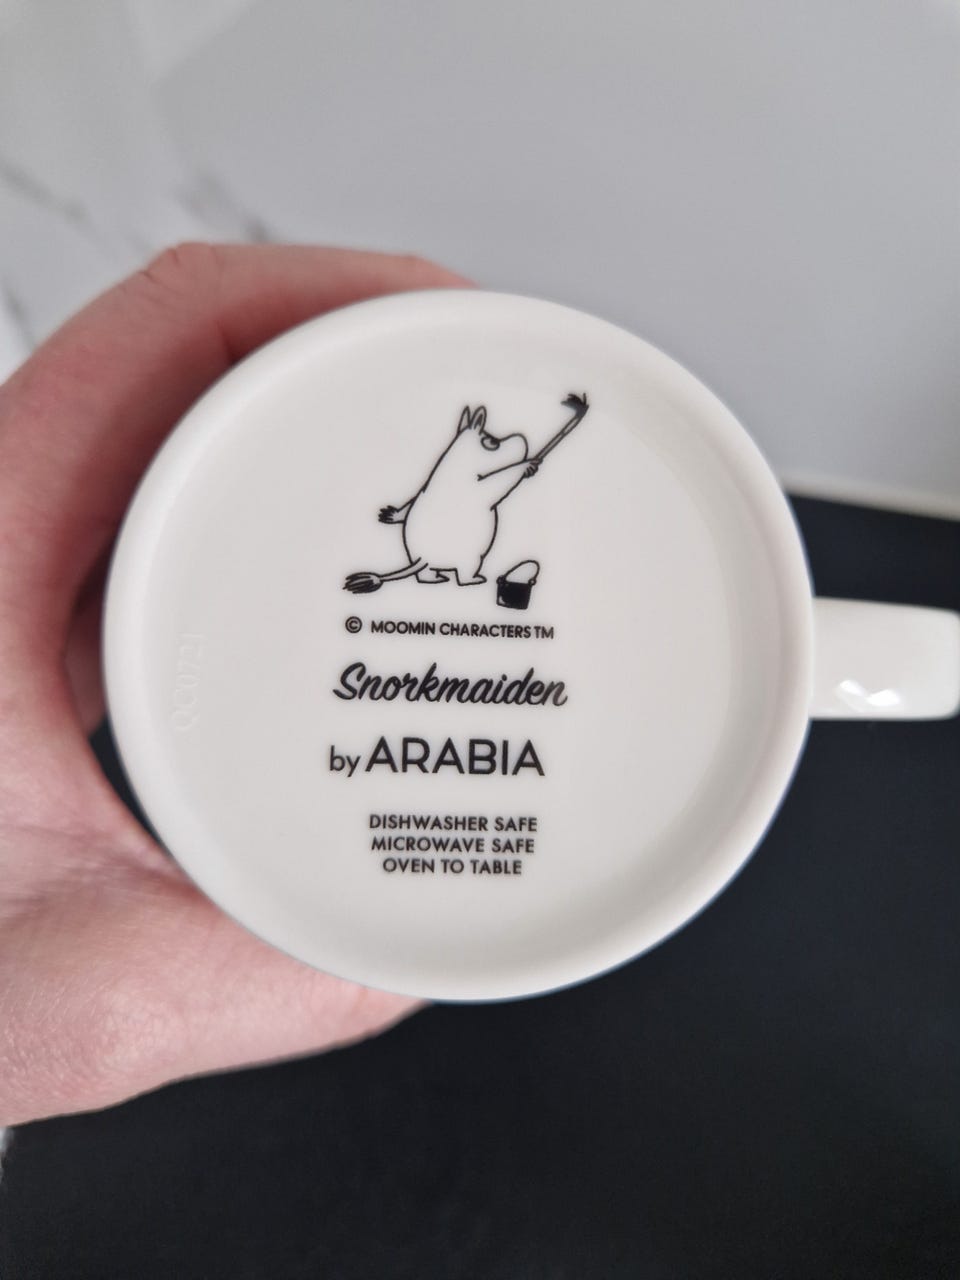 © MOOMIN CHARACTERS TM
Snorkmaiden
by ARABIA
DISHWASHER SAFE
MICROWAVE SAFE
OVEN TO TABLE